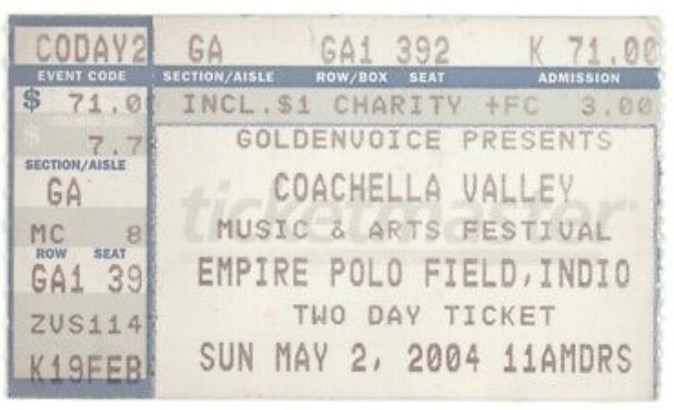 CODAY2 GA GA1 392 K 71.00
EVENT CODE SECTION/AISLE ROW/BOX SEAT ADMISSION
$ 71.0 INCL.$1 CHARITY +FC 3.00
$ 7.7 GOLDENVOICE PRESENTS
SECTION/AISLE
GA COACHELLA VALLEY
ticketmaster
MC 8 MUSIC & ARTS FESTIVAL
ROW SEAT
GA1 39 EMPIRE POLO FIELD,INDIO
ZVS114 TWO DAY TICKET
K19FEB SUN MAY 2, 2004 11AMDRS